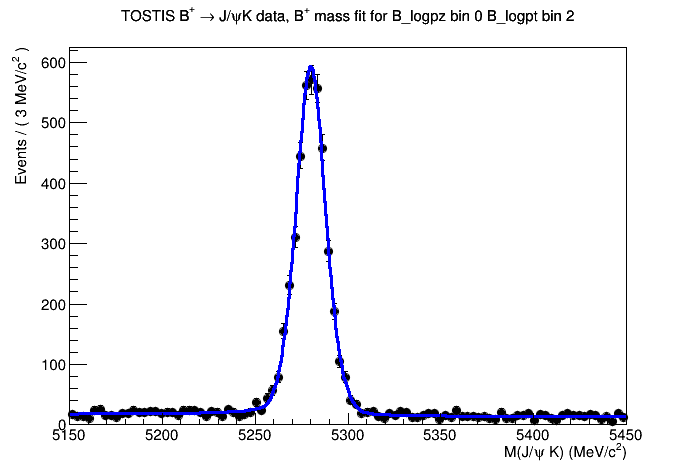 TOSTIS B⁺ → J/ψK data, B⁺ mass fit for B_logpz bin 0 B_logpt bin 2
Events / ( 3 MeV/c² )
600
500
400
300
200
100
0
5150 5200 5250 5300 5350 5400 5450
M(J/ψ K) (MeV/c²)